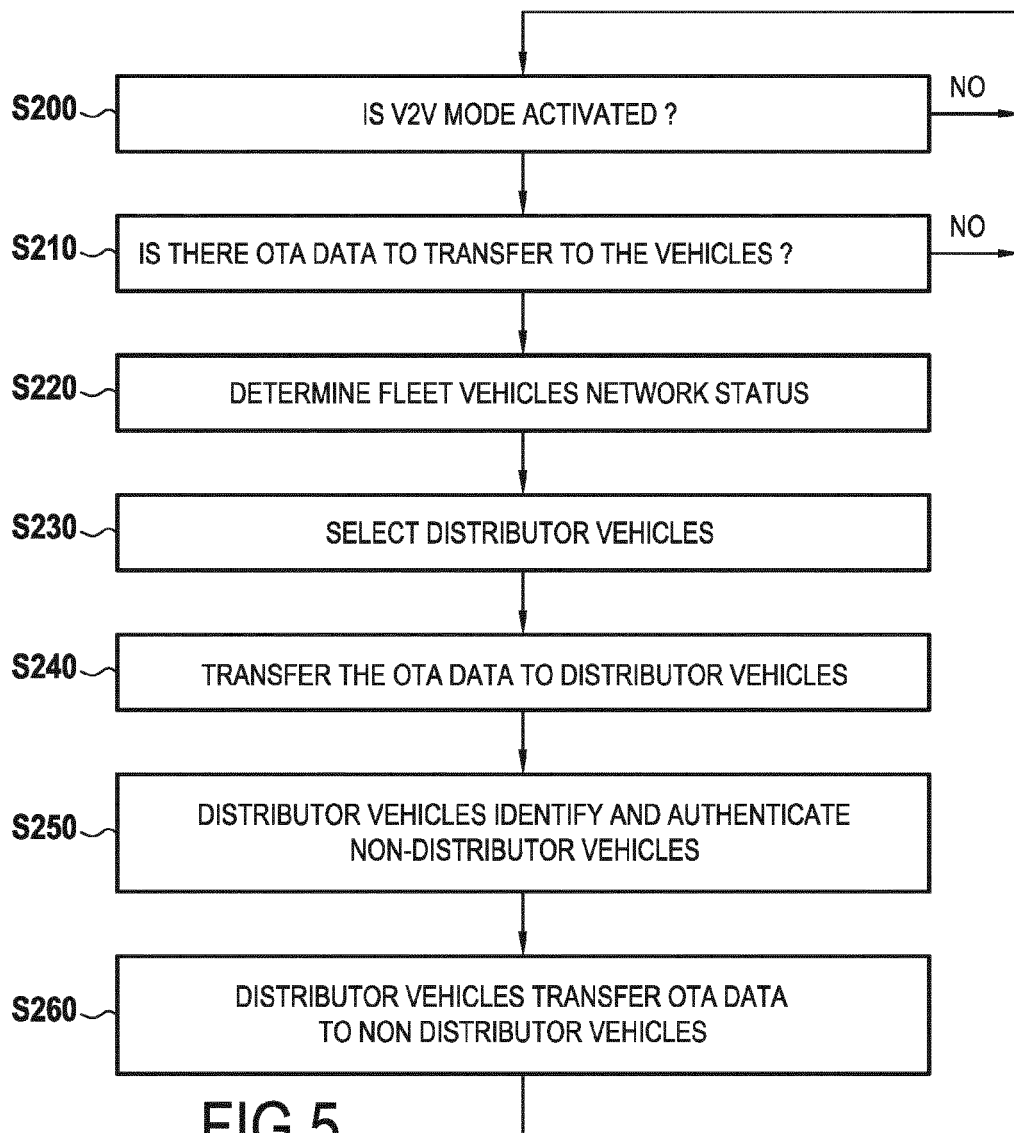 S200
IS V2V MODE ACTIVATED ?
NO
S210
IS THERE OTA DATA TO TRANSFER TO THE VEHICLES ?
NO
S220
DETERMINE FLEET VEHICLES NETWORK STATUS
S230
SELECT DISTRIBUTOR VEHICLES
S240
TRANSFER THE OTA DATA TO DISTRIBUTOR VEHICLES
S250
DISTRIBUTOR VEHICLES IDENTIFY AND AUTHENTICATE
NON-DISTRIBUTOR VEHICLES
S260
DISTRIBUTOR VEHICLES TRANSFER OTA DATA
TO NON DISTRIBUTOR VEHICLES
FIG.5